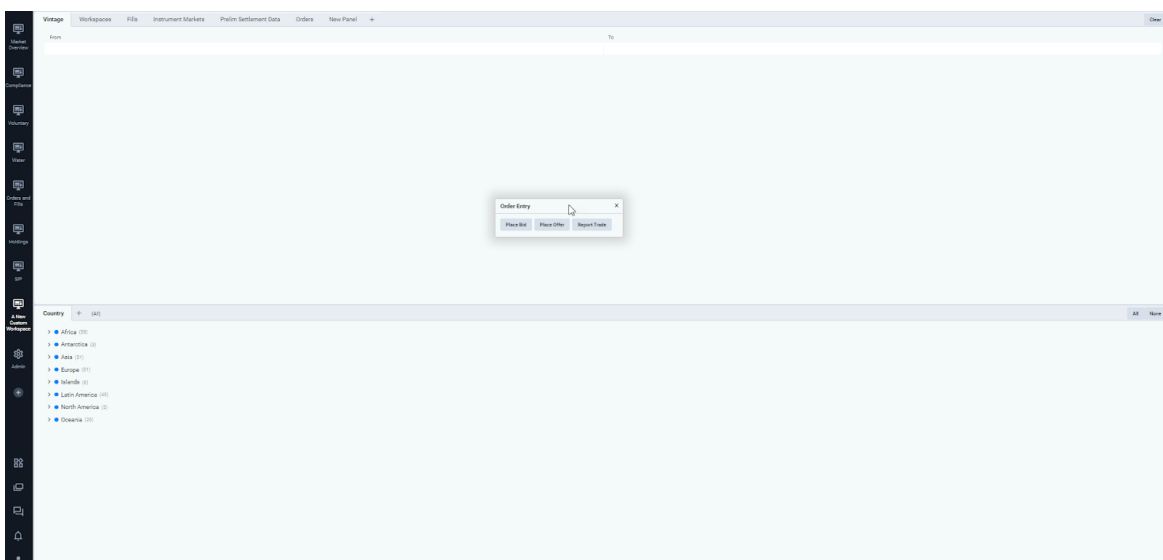 Market
Overview
Compliance
Voluntary
Water
Orders and
Fills
Holdings
SIP
A New
Custom
Workspace
Admin
Vintage Workspaces Fills Instrument Markets Prelim Settlement Data Orders New Panel + Clear
From To
Order Entry ×
Place Bid Place Offer Report Trade
Country + (All) All None
Africa
Antarctica
Asia
Europe
Islands
Latin America
North America
Oceania